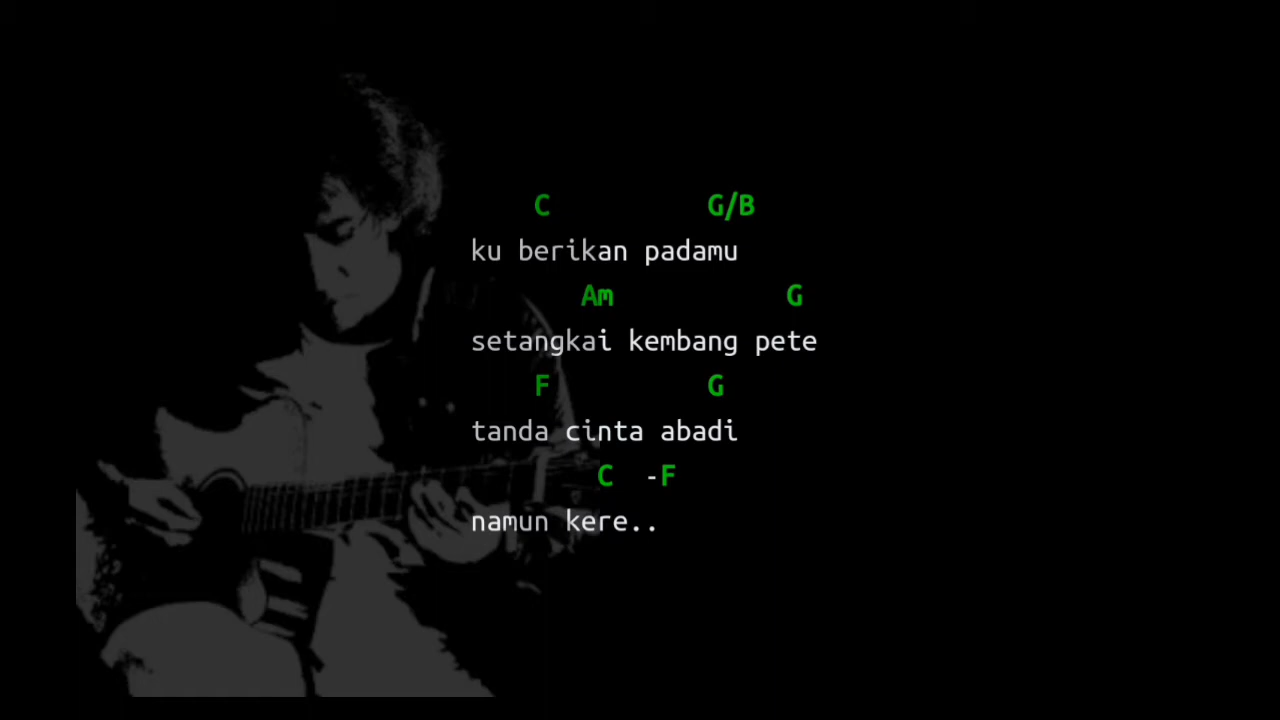 C G/B
ku berikan padamu
Am G
setangkai kembang pete
F G
tanda cinta abadi
C -F
namun kere..